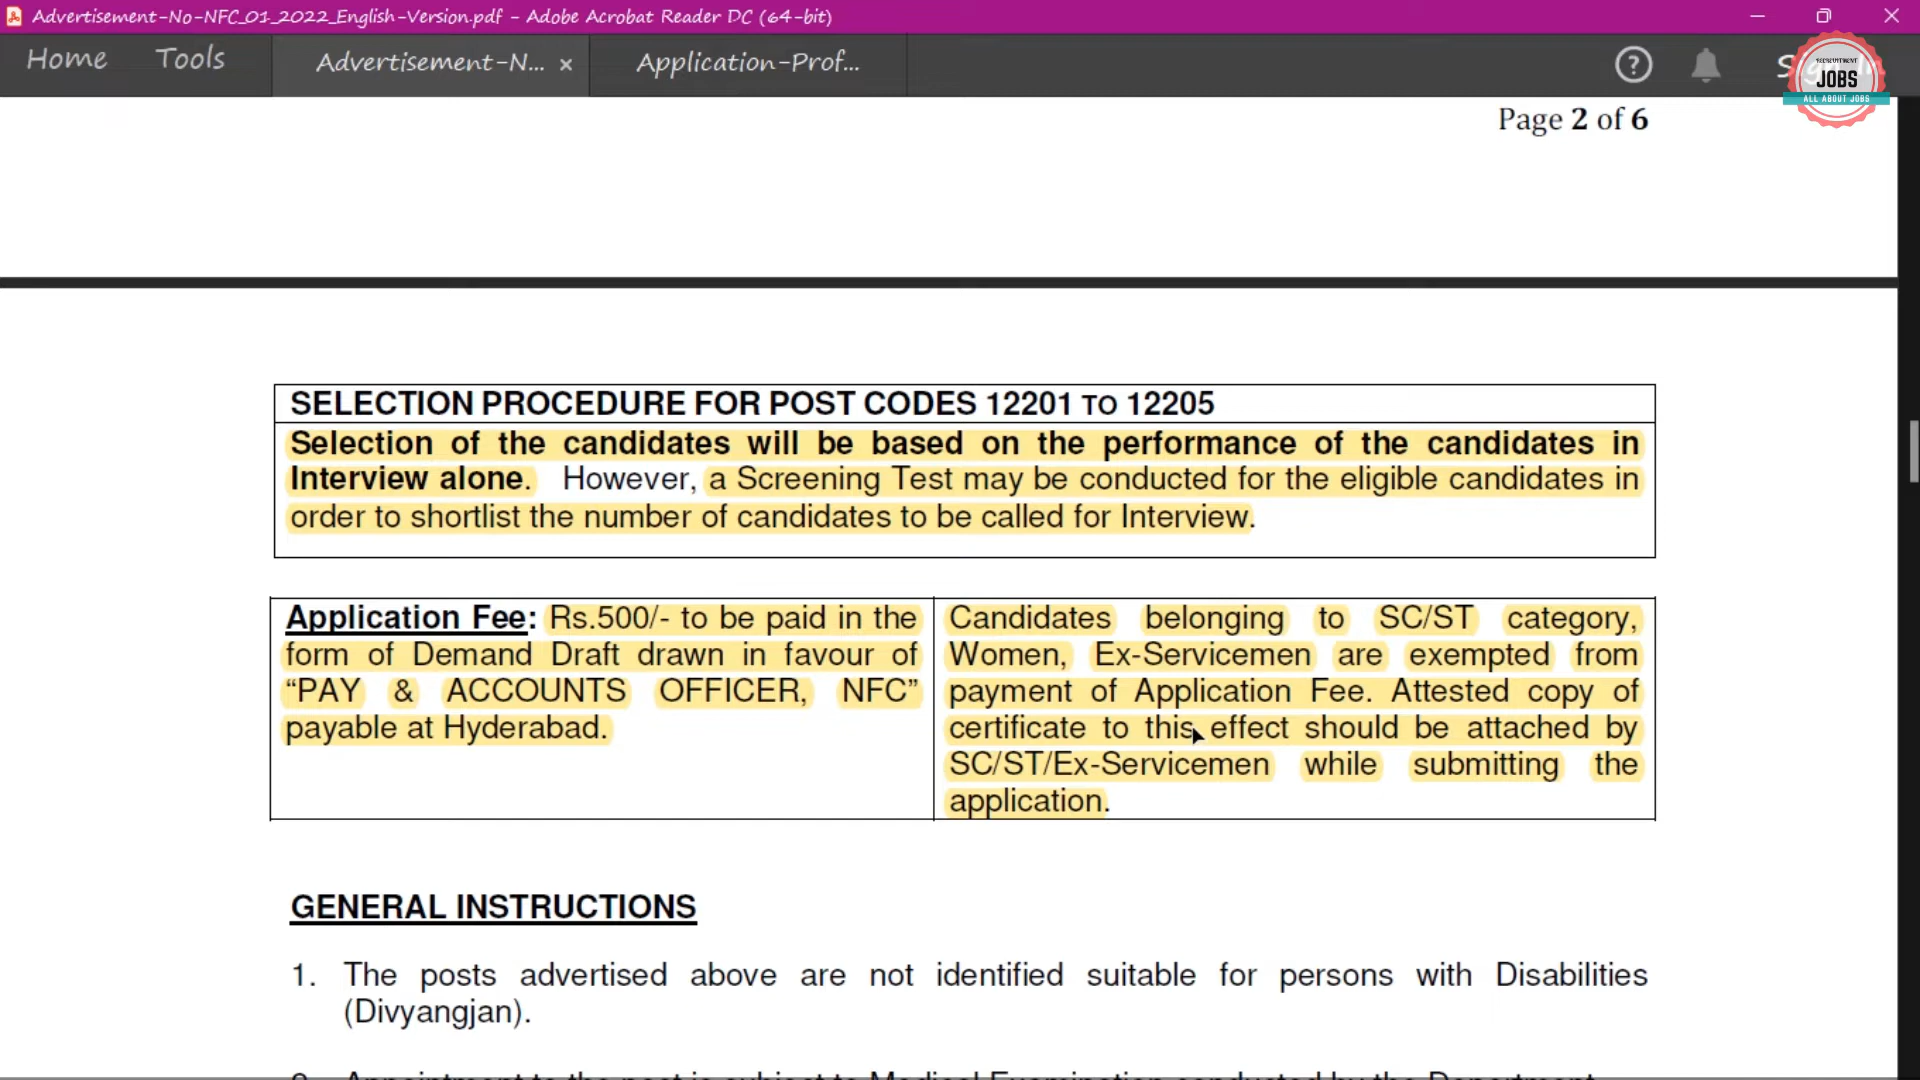 Advertisement-No-NFC_01_2022_English-Version.pdf - Adobe Acrobat Reader DC (64-bit)
Home Tools Advertisement-N... × Application-Prof... ?
RECRUITMENT
JOBS
ALL ABOUT JOBS
Page 2 of 6
SELECTION PROCEDURE FOR POST CODES 12201 TO 12205
Selection of the candidates will be based on the performance of the candidates in
Interview alone. However, a Screening Test may be conducted for the eligible candidates in
order to shortlist the number of candidates to be called for Interview.
Application Fee: Rs.500/- to be paid in the
form of Demand Draft drawn in favour of
“PAY & ACCOUNTS OFFICER, NFC”
payable at Hyderabad.
Candidates belonging to SC/ST category,
Women, Ex-Servicemen are exempted from
payment of Application Fee. Attested copy of
certificate to this effect should be attached by
SC/ST/Ex-Servicemen while submitting the
application.
GENERAL INSTRUCTIONS
1. The posts advertised above are not identified suitable for persons with Disabilities
(Divyangjan).